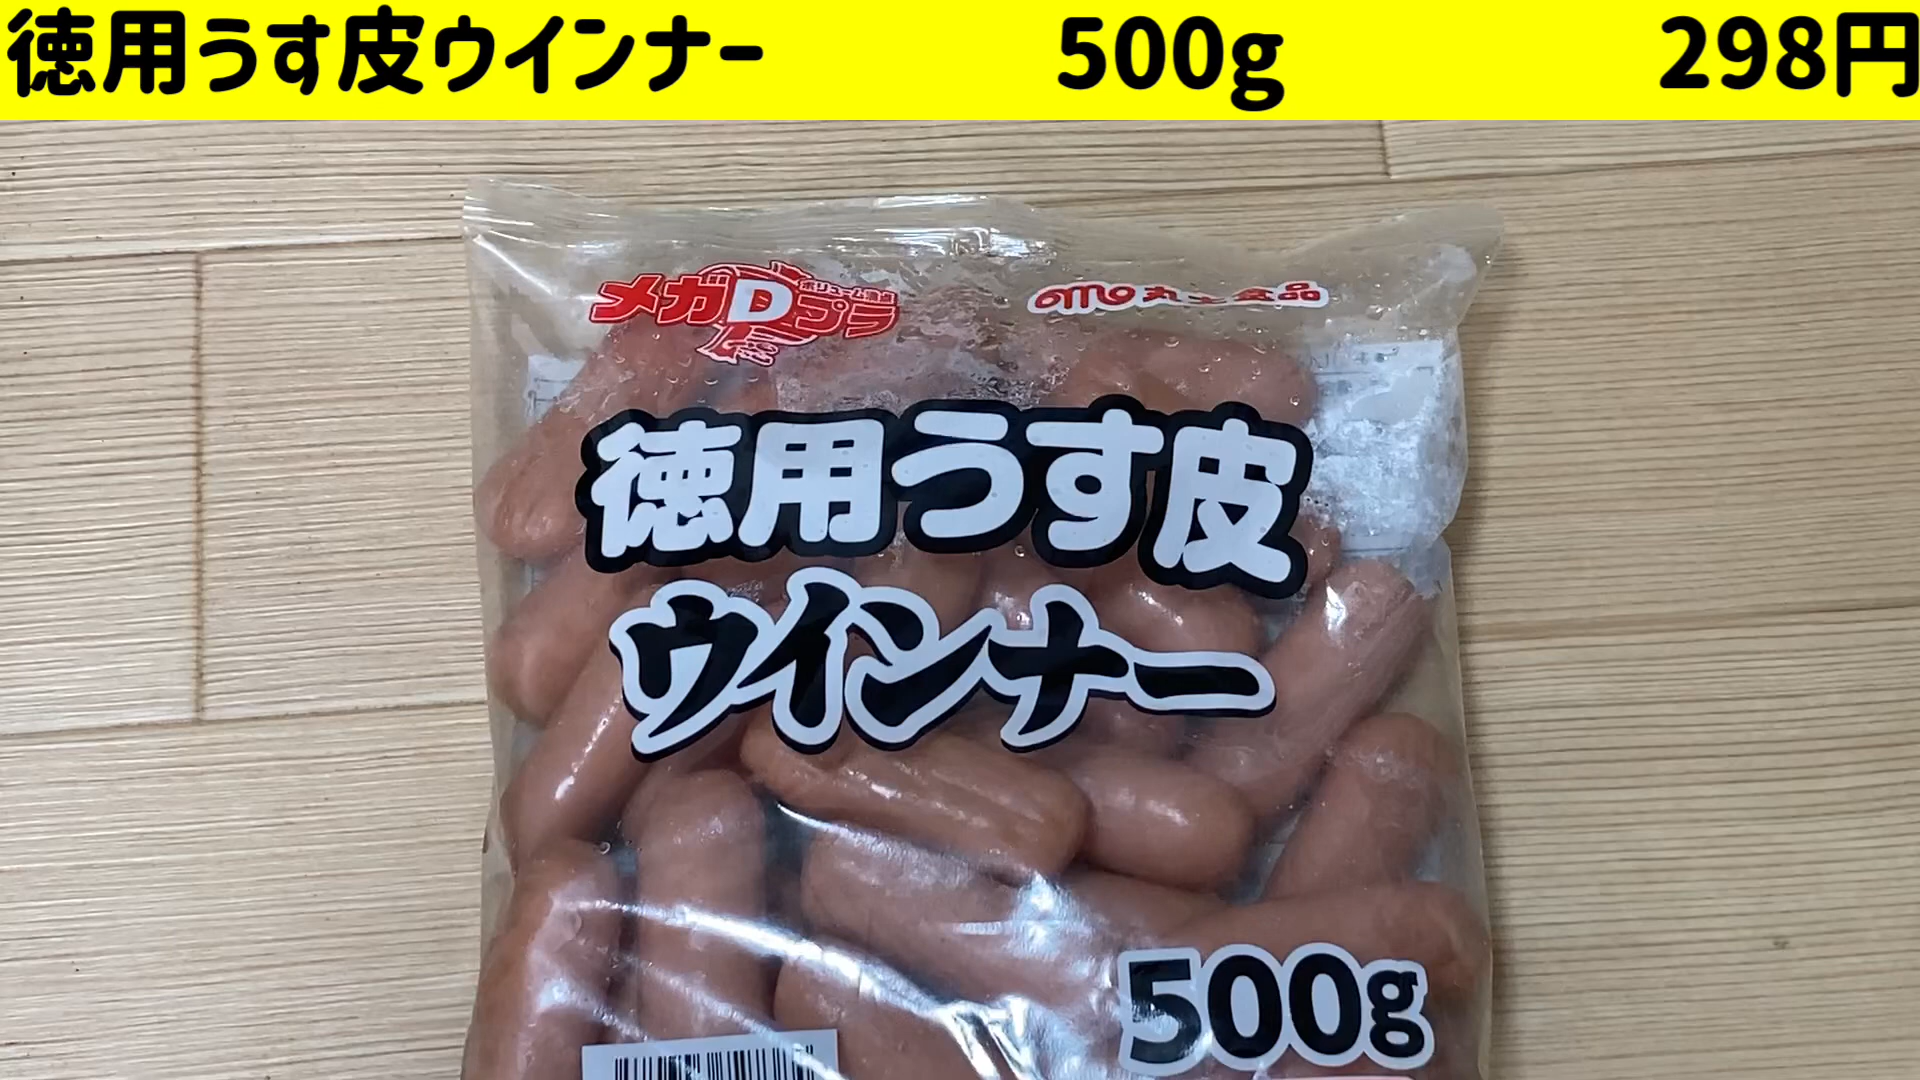 徳用うす皮ウインナー 500g 298円
ボリューム満点
メガDプラ
丸大食品
徳用うす皮
ウインナー
500g